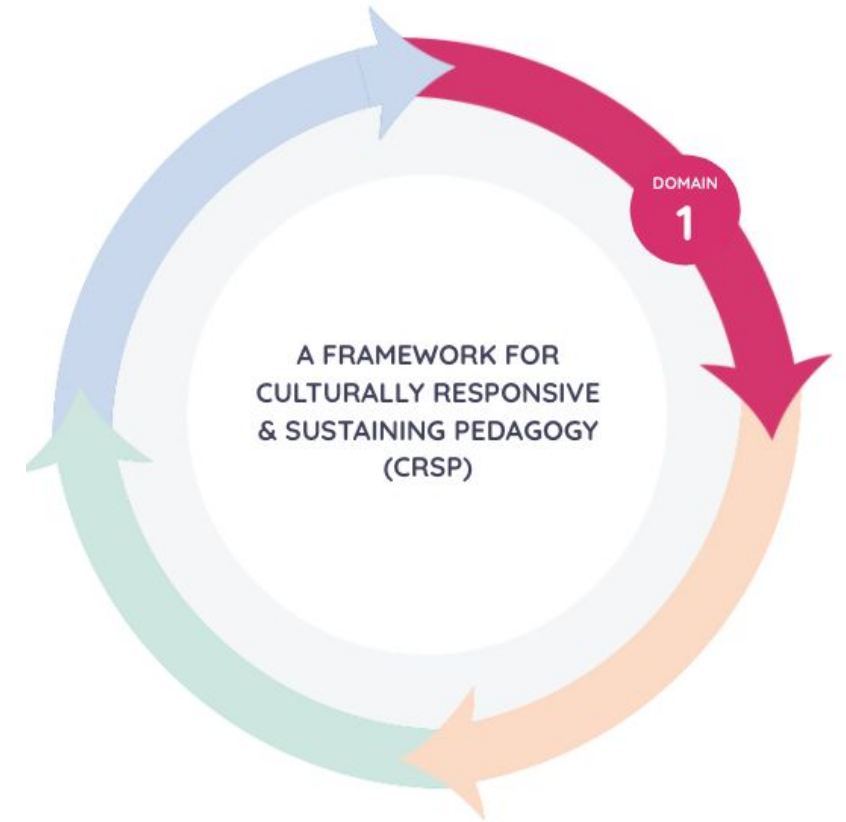 DOMAIN
1
A FRAMEWORK FOR
CULTURALLY RESPONSIVE
& SUSTAINING PEDAGOGY
(CRSP)